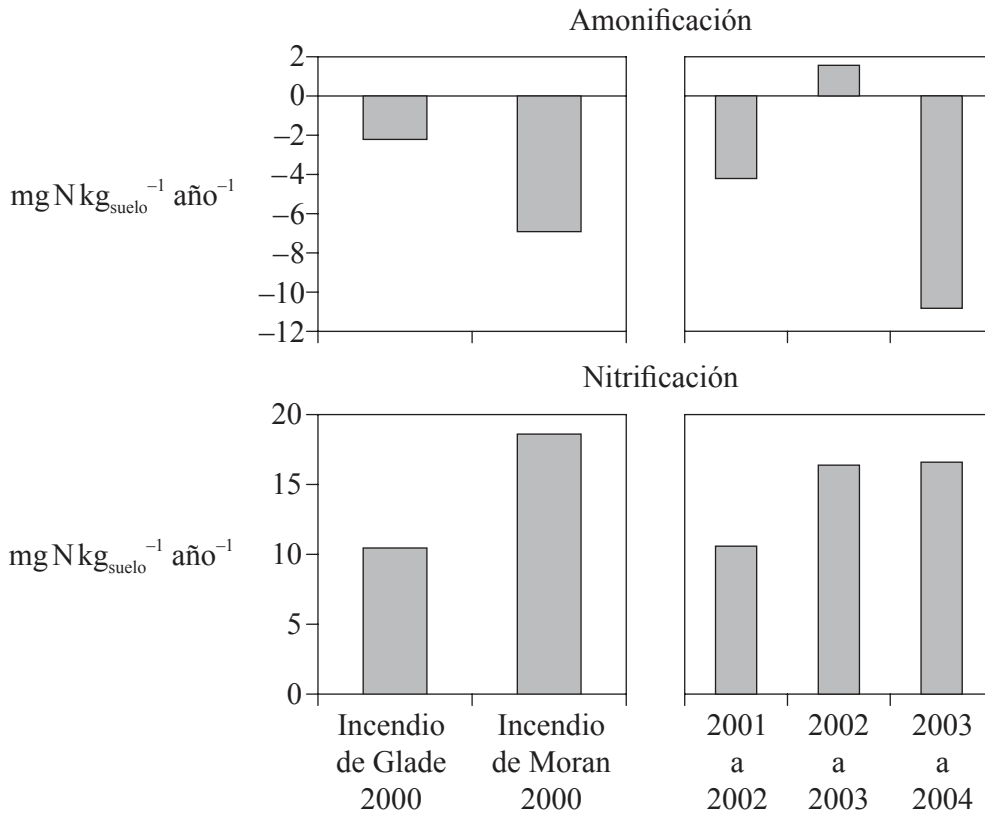 Amonificación
2
0
−2
−4
−6
−8
−10
−12
mg N kg_suelo⁻¹ año⁻¹
Nitrificación
20
15
10
5
0
mg N kg_suelo⁻¹ año⁻¹
Incendio
de Glade
2000
Incendio
de Moran
2000
2001
a
2002
2002
a
2003
2003
a
2004